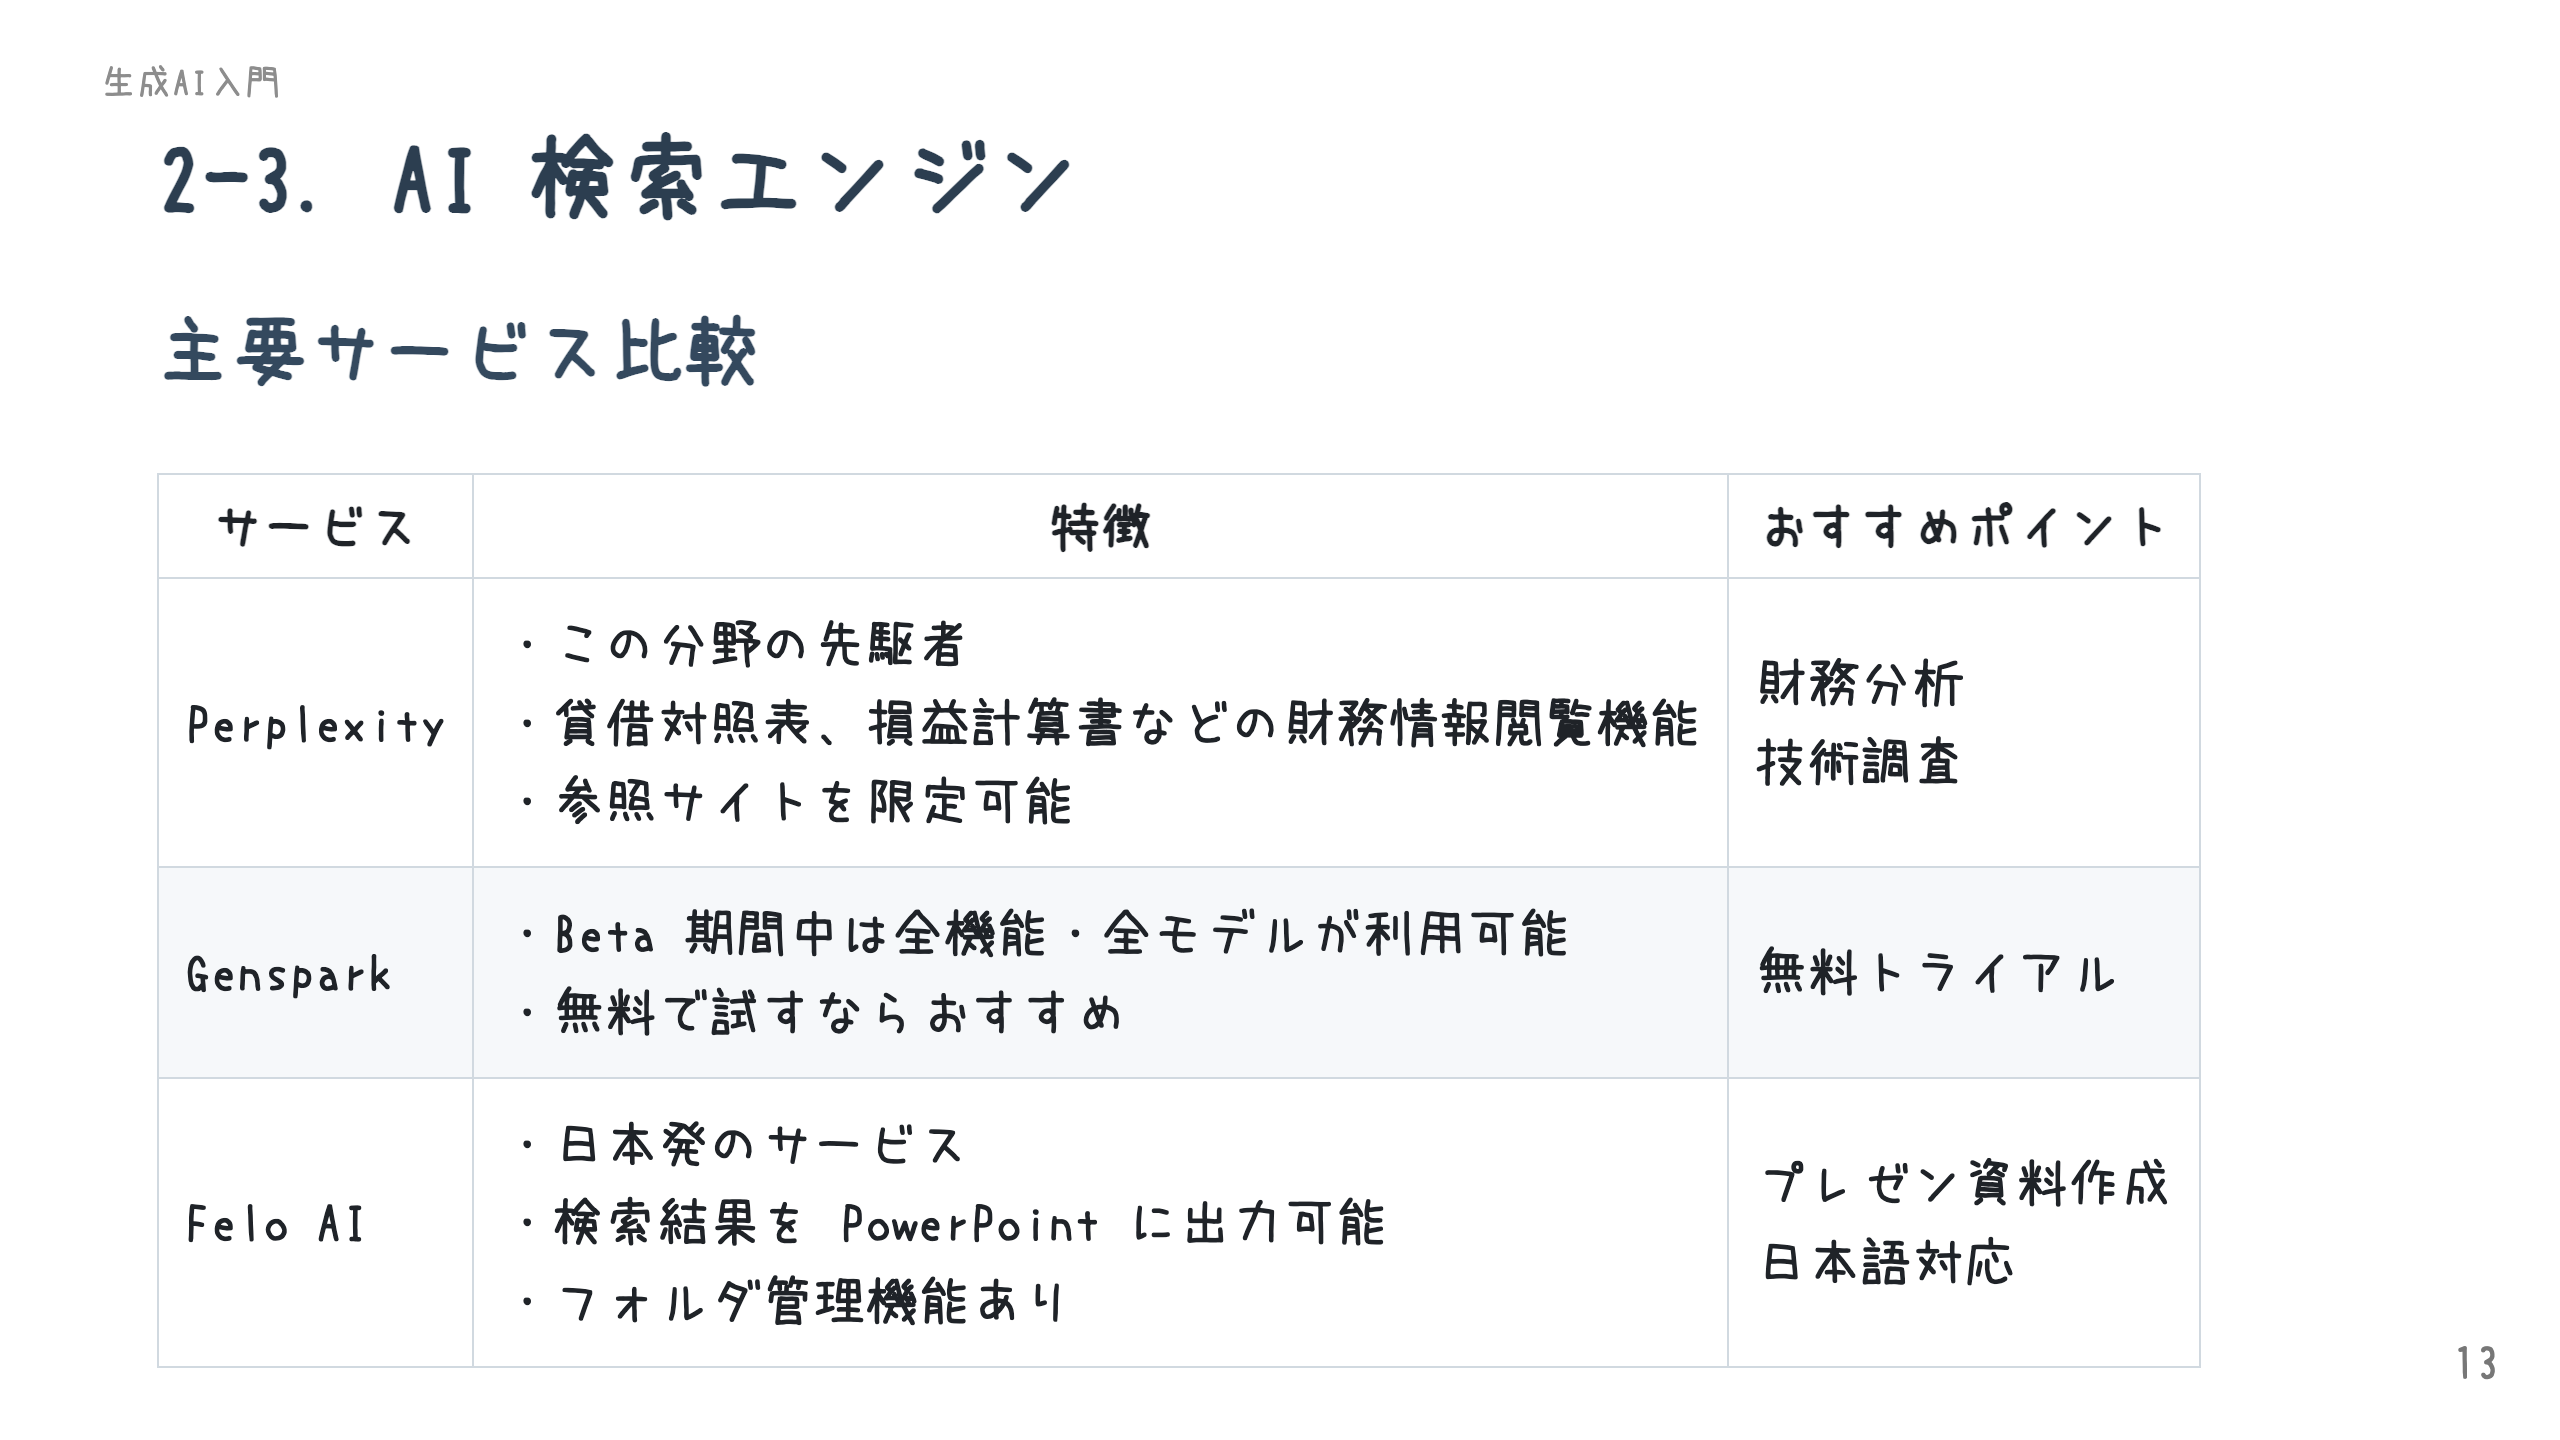 生成AI入門
2-3. AI 検索エンジン
主要サービス比較
サービス
特徴
おすすめポイント
Perplexity
・この分野の先駆者
・貸借対照表、損益計算書などの財務情報閲覧機能
・参照サイトを限定可能
財務分析
技術調査
Genspark
・Beta 期間中は全機能・全モデルが利用可能
・無料で試すならおすすめ
無料トライアル
Felo AI
・日本発のサービス
・検索結果を PowerPoint に出力可能
・フォルダ管理機能あり
プレゼン資料作成
日本語対応
13